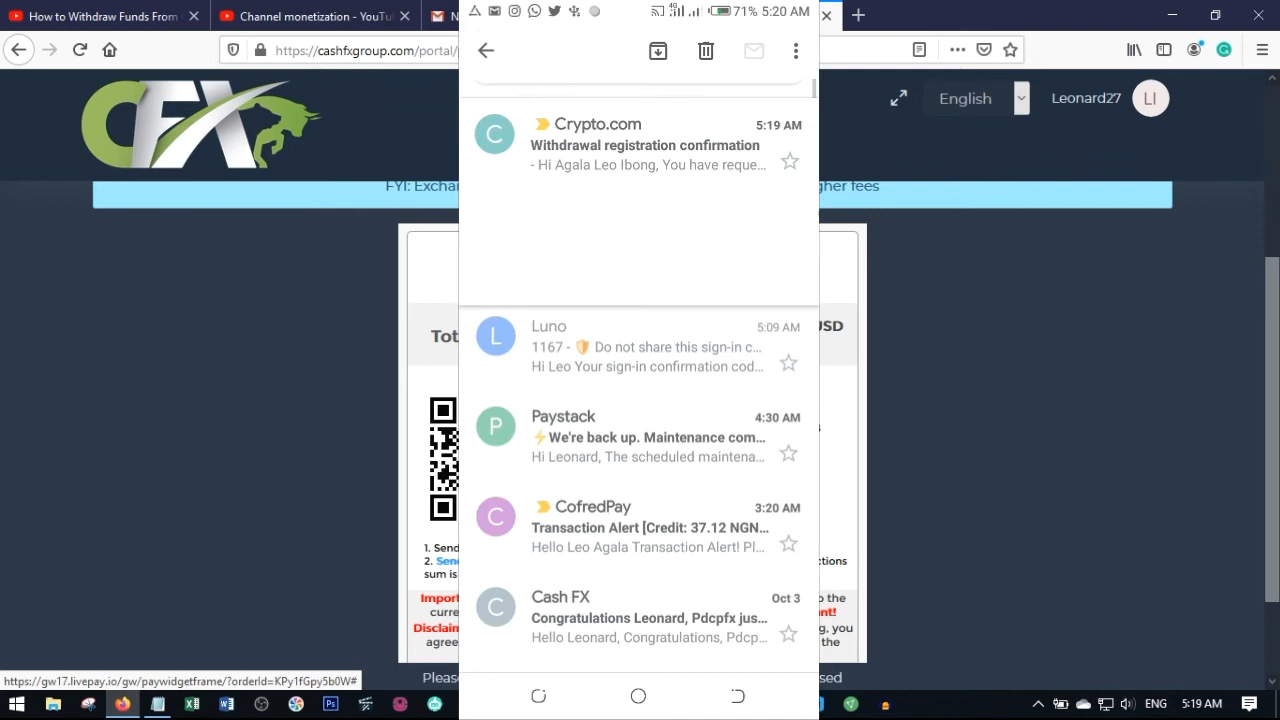 How to Withdraw Funds From
Channel monetization - YouTu
https://cashfxgroup.com/portal/
71% 5:20 AM
CFX
English
Leonard27
LI
FYI: Exchan
gher fees
C
Crypto.com
5:19 AM
Withdrawal registration confirmation
- Hi Agala Leo Ibong, You have reque...
Tot
USD
L
Luno
5:09 AM
1167 - Do not share this sign-in c...
Hi Leo Your sign-in confirmation cod...
P
Paystack
4:30 AM
⚡We're back up. Maintenance com...
Hi Leonard, The scheduled maintena...
C
CofredPay
3:20 AM
Transaction Alert [Credit: 37.12 NGN...
Hello Leo Agala Transaction Alert! Pl...
1. Send
2. Send
ctions
sum is
C
Cash FX
Oct 3
Congratulations Leonard, Pdcpfx jus...
Hello Leonard, Congratulations, Pdcp...
Import
o the
curre
nt!
Disclaim
g, you
agree
the
https://gw17.livepay.io/gw/paywidgetframe/?orderId=KPy1fGpy5b0W#
Pleas
sed
5:19 AM